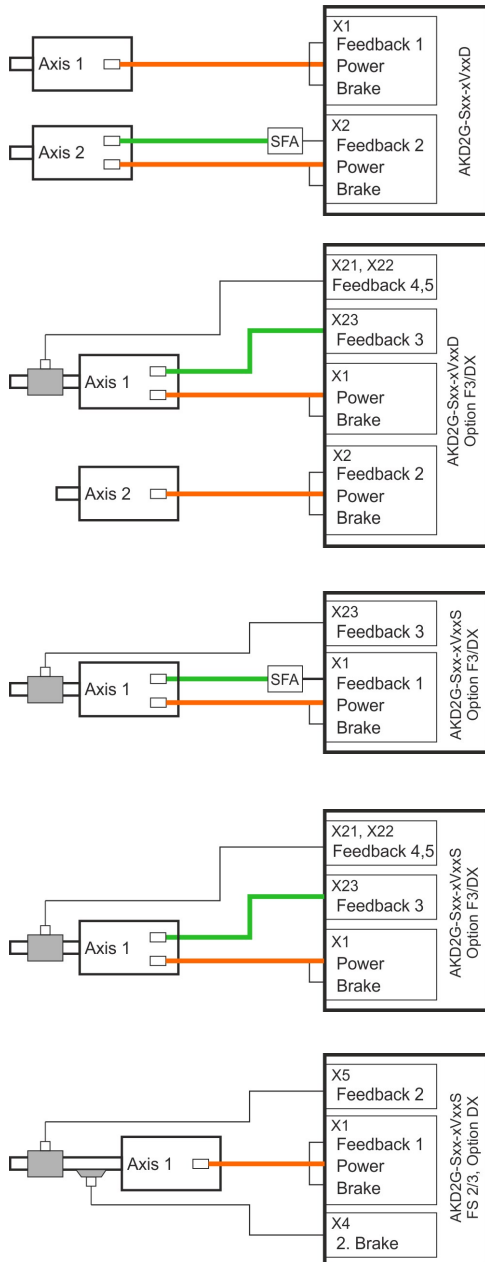 Axis 1
X1
Feedback 1
Power
Brake
Axis 2
SFA
X2
Feedback 2
Power
Brake
AKD2G-Sxx-xVxxD
X21, X22
Feedback 4,5
X23
Feedback 3
Axis 1
X1
Power
Brake
Axis 2
X2
Feedback 2
Power
Brake
AKD2G-Sxx-xVxxD
Option F3/DX
X23
Feedback 3
Axis 1
SFA
X1
Feedback 1
Power
Brake
AKD2G-Sxx-xVxxS
Option F3/DX
X21, X22
Feedback 4,5
X23
Feedback 3
Axis 1
X1
Power
Brake
AKD2G-Sxx-xVxxS
Option F3/DX
X5
Feedback 2
Axis 1
X1
Feedback 1
Power
Brake
X4
2. Brake
AKD2G-Sxx-xVxxS
FS 2/3, Option DX